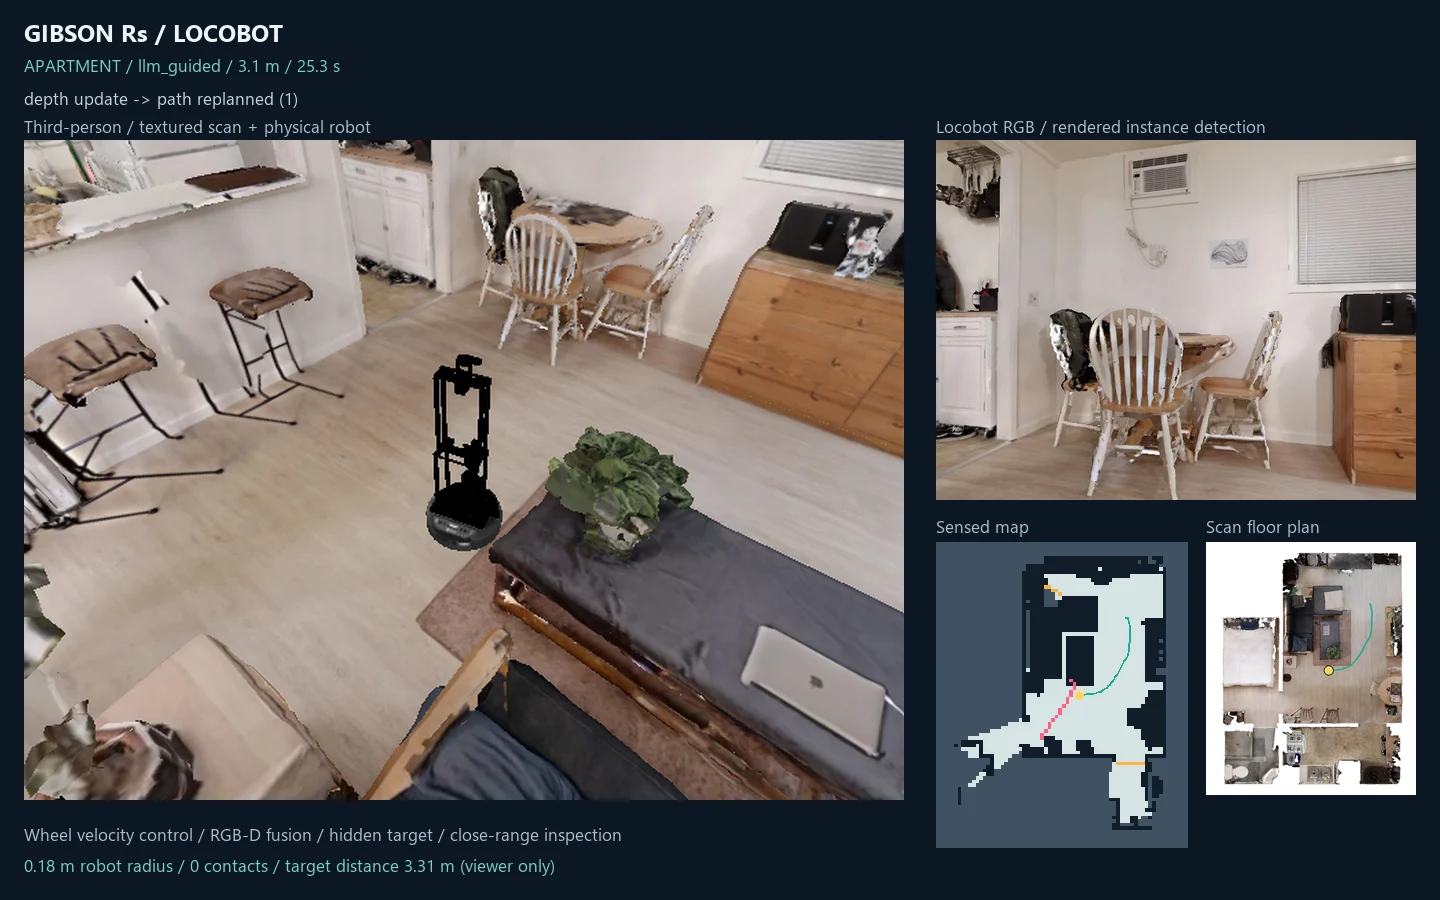 GIBSON Rs / LOCOBOT
APARTMENT / llm_guided / 3.1 m / 25.3 s
depth update -> path replanned (1)
Third-person / textured scan + physical robot
Locobot RGB / rendered instance detection
Sensed map
Scan floor plan
Wheel velocity control / RGB-D fusion / hidden target / close-range inspection
0.18 m robot radius / 0 contacts / target distance 3.31 m (viewer only)